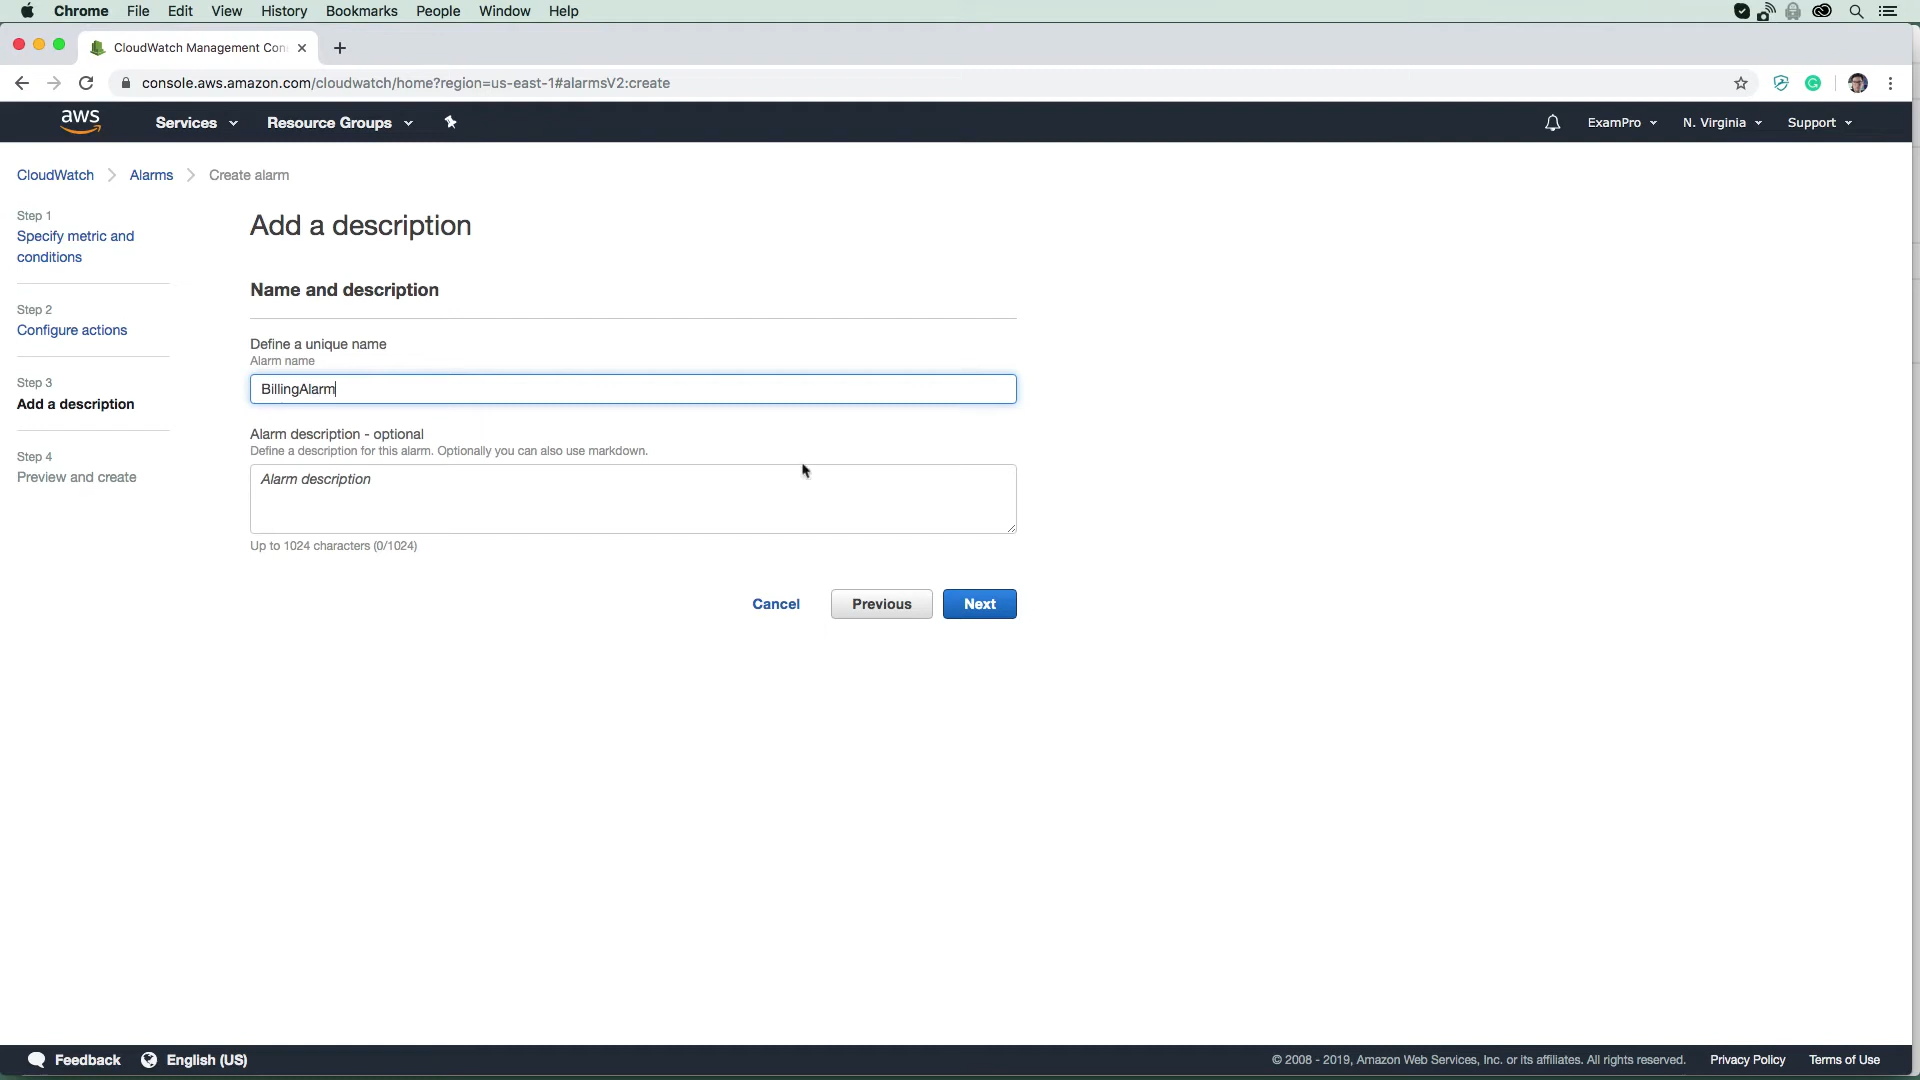 Chrome File Edit View History Bookmarks People Window Help
CloudWatch Management Con
console.aws.amazon.com/cloudwatch/home?region=us-east-1#alarmsV2:create
aws Services Resource Groups ExamPro N. Virginia Support
CloudWatch Alarms Create alarm
Step 1
Specify metric and
conditions
Step 2
Configure actions
Step 3
Add a description
Step 4
Preview and create
Add a description
Name and description
Define a unique name
Alarm name
BillingAlarm
Alarm description - optional
Define a description for this alarm. Optionally you can also use markdown.
Alarm description
Up to 1024 characters (0/1024)
Cancel Previous Next
Feedback English (US) © 2008 - 2019, Amazon Web Services, Inc. or its affiliates. All rights reserved. Privacy Policy Terms of Use